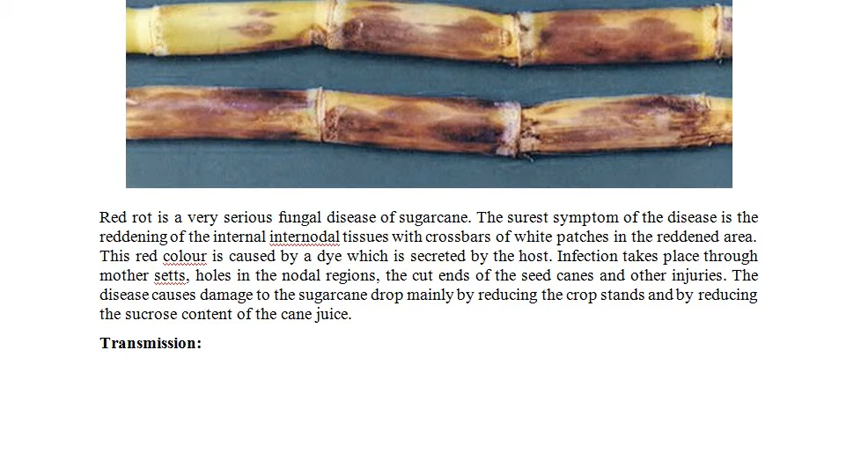 Red rot is a very serious fungal disease of sugarcane. The surest symptom of the disease is the
reddening of the internal internodal tissues with crossbars of white patches in the reddened area.
This red colour is caused by a dye which is secreted by the host. Infection takes place through
mother setts, holes in the nodal regions, the cut ends of the seed canes and other injuries. The
disease causes damage to the sugarcane drop mainly by reducing the crop stands and by reducing
the sucrose content of the cane juice.
Transmission: